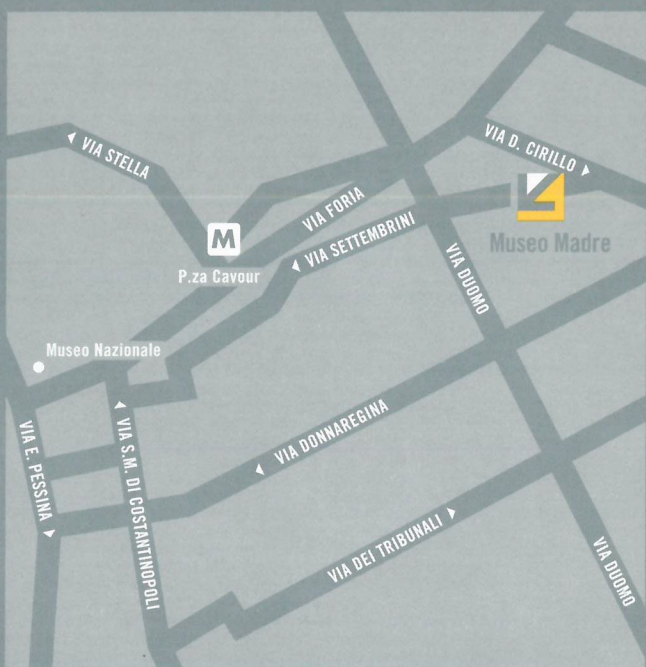 VIA STELLA
VIA D. CIRILLO
VIA FORIA
M
P.za Cavour
VIA SETTEMBRINI
Museo Madre
VIA DUOMO
Museo Nazionale
VIA DONNAREGINA
VIA E. PESSINA
VIA S.M. DI COSTANTINOPOLI
VIA DEI TRIBUNALI
VIA DUOMO